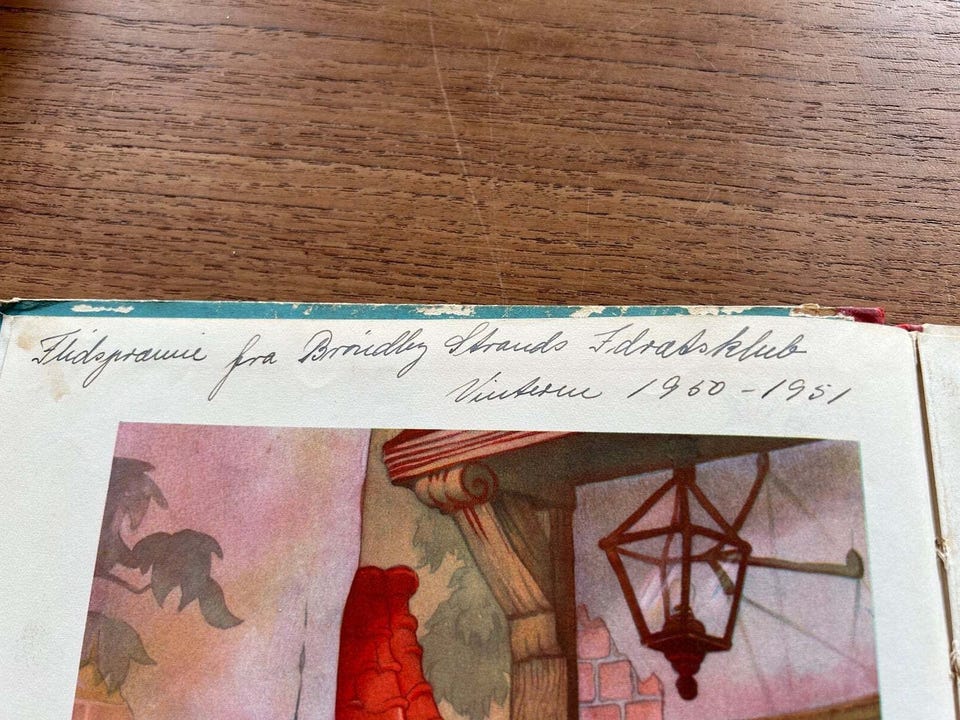 Flidspræmie fra Brøndby Strands Idrætsklub
Vinteren 1950-1951